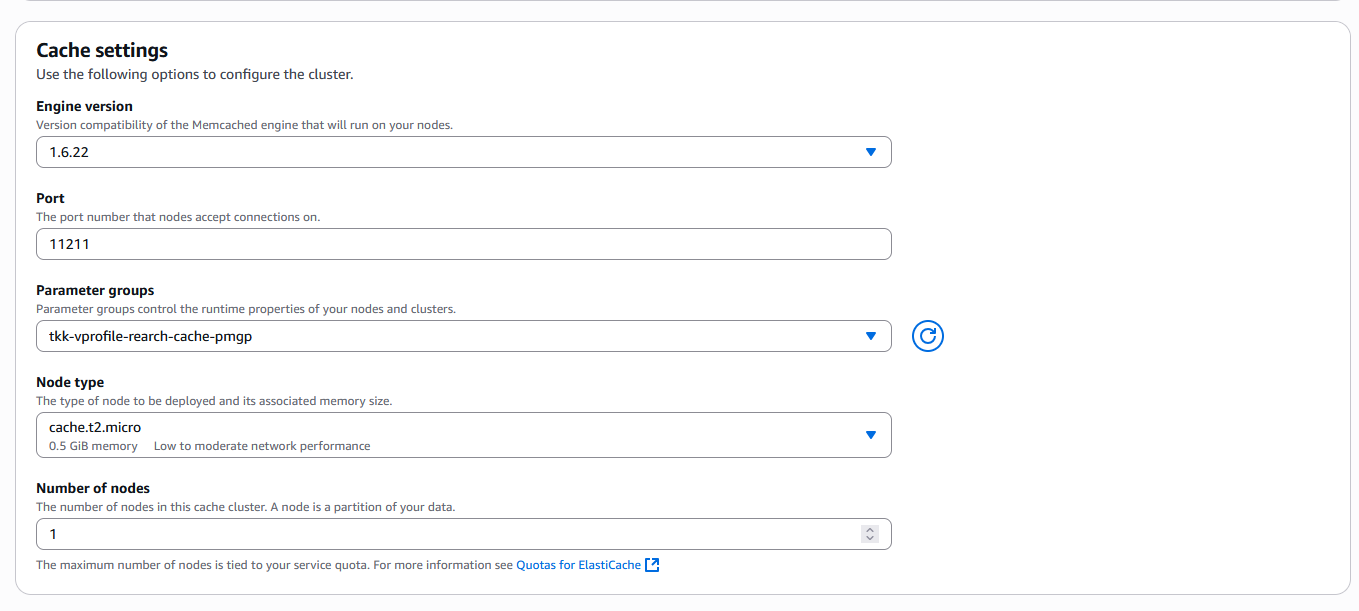 Cache settings
Use the following options to configure the cluster.
Engine version
Version compatibility of the Memcached engine that will run on your nodes.
1.6.22
Port
The port number that nodes accept connections on.
11211
Parameter groups
Parameter groups control the runtime properties of your nodes and clusters.
tkk-vprofile-rearch-cache-pmgp
Node type
The type of node to be deployed and its associated memory size.
cache.t2.micro
0.5 GiB memory Low to moderate network performance
Number of nodes
The number of nodes in this cache cluster. A node is a partition of your data.
1
The maximum number of nodes is tied to your service quota. For more information see Quotas for ElastiCache